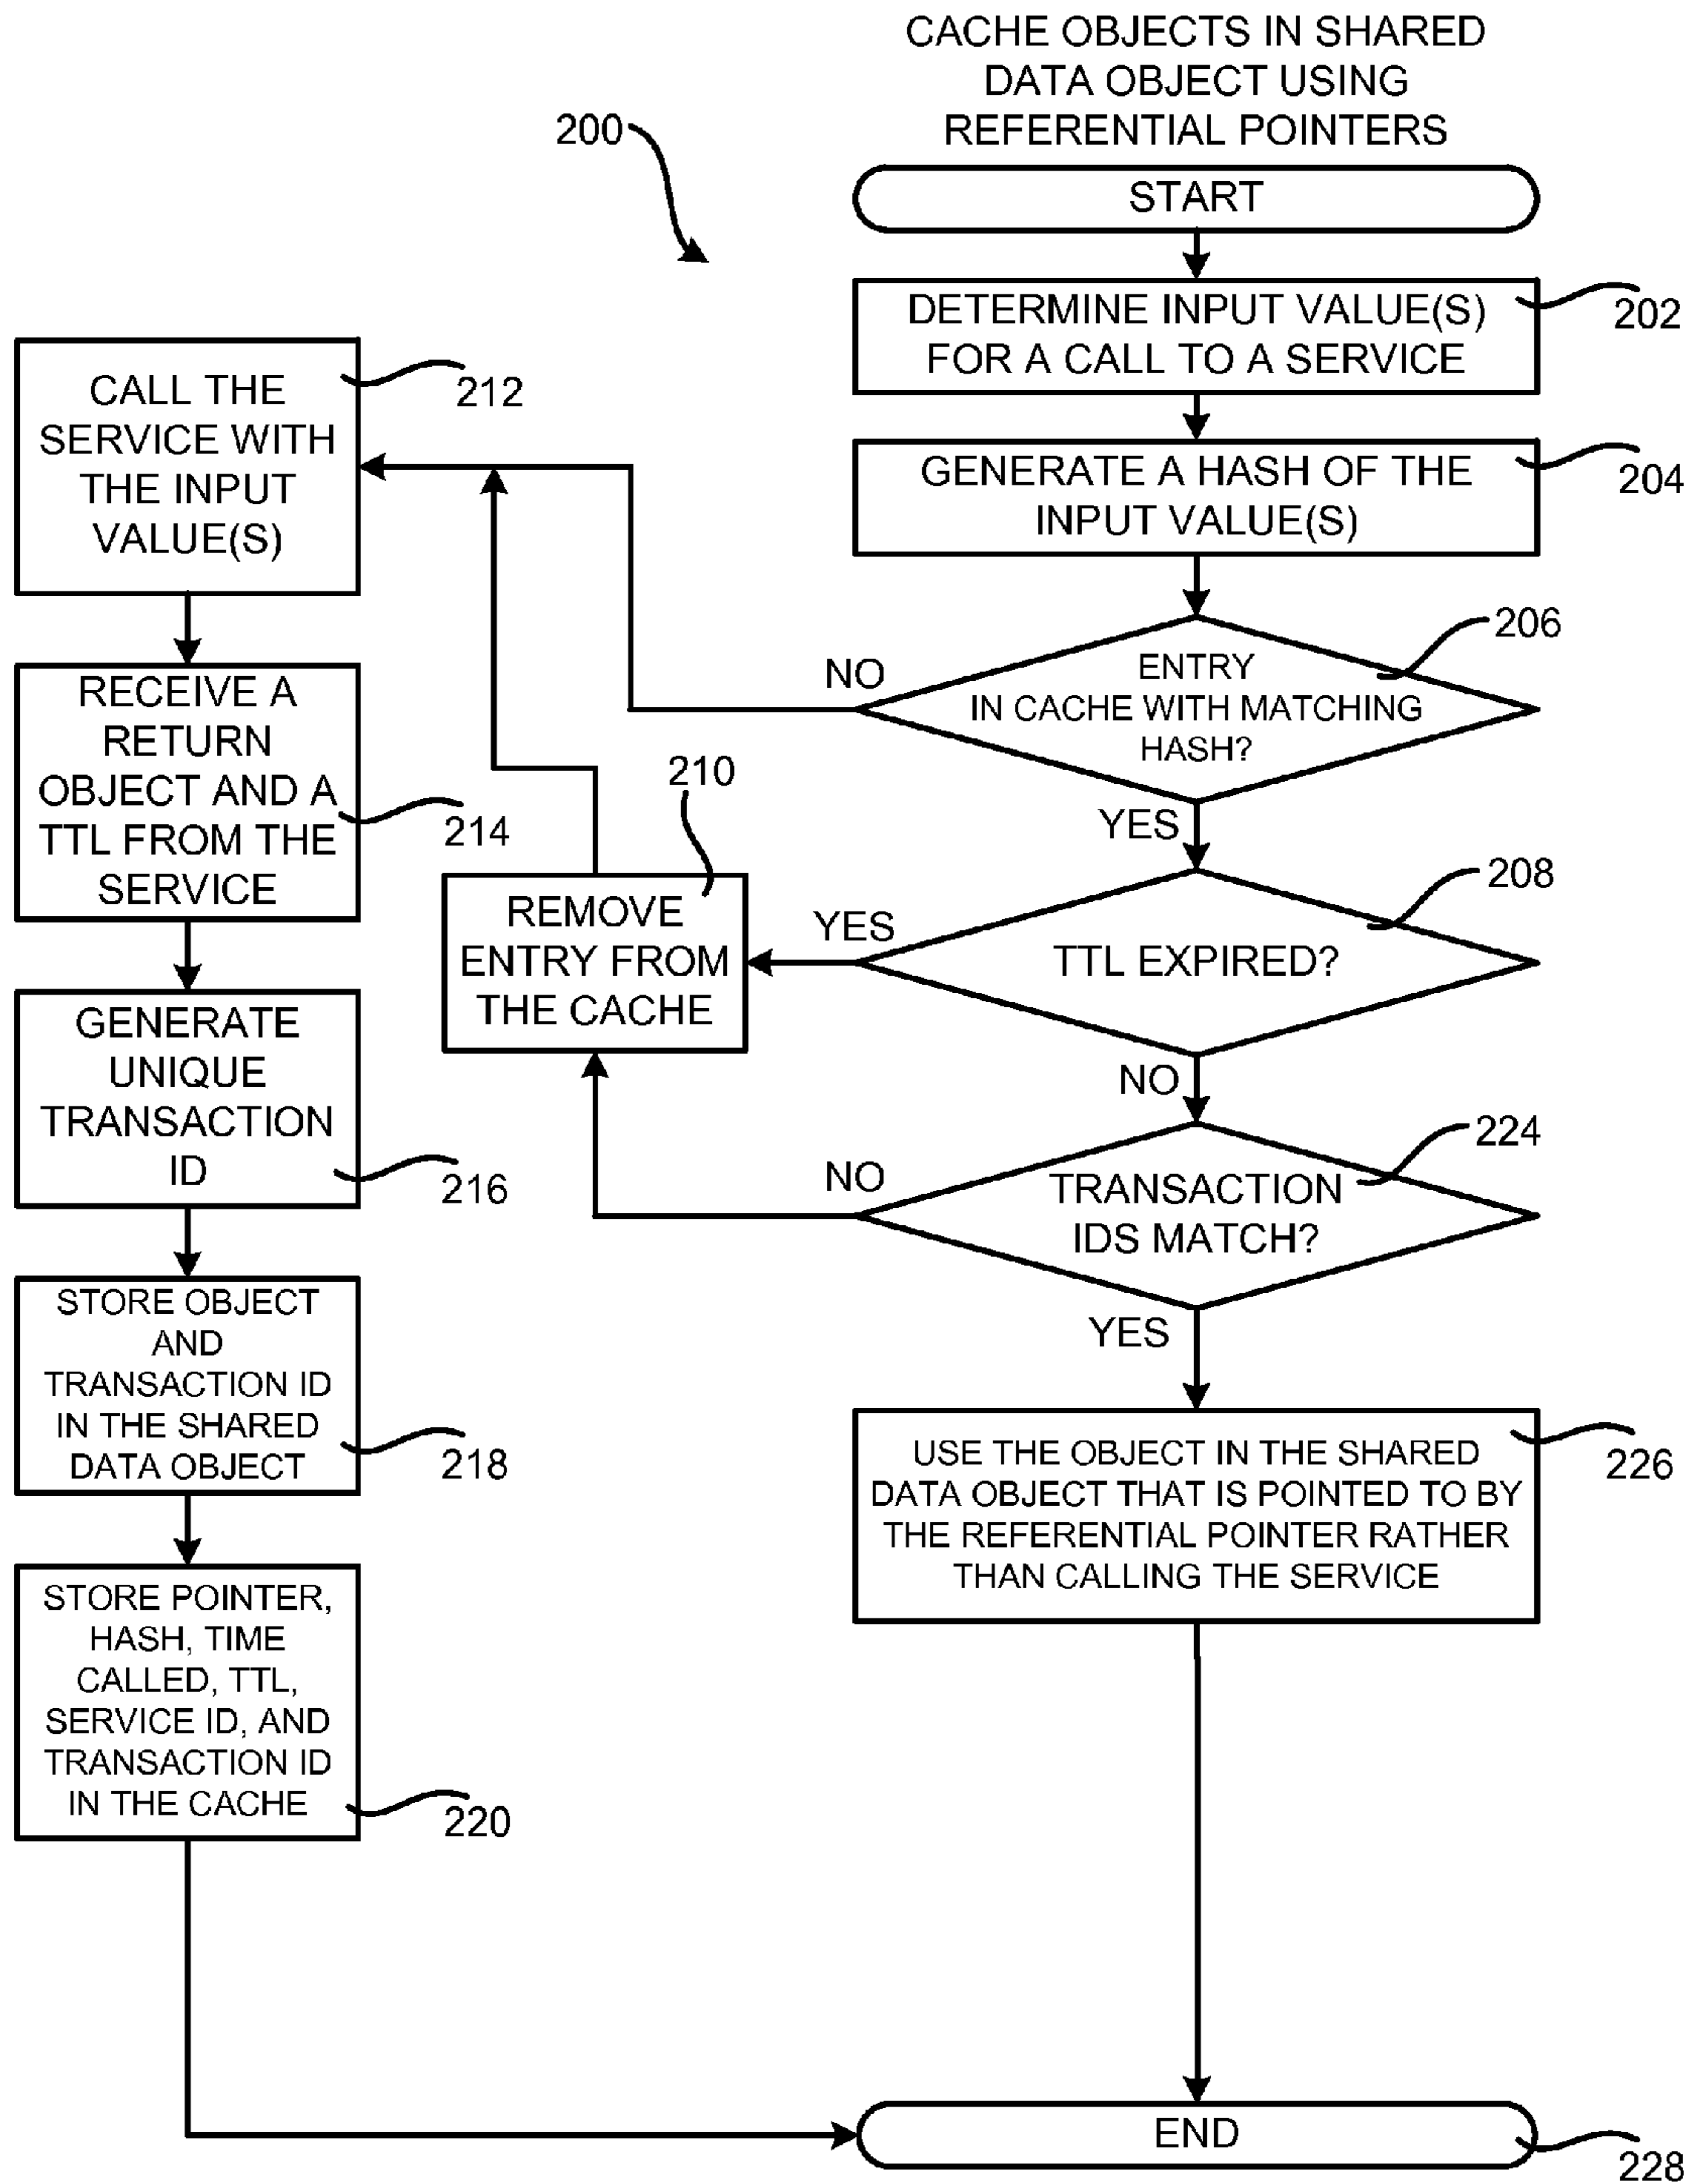 CACHE OBJECTS IN SHARED
DATA OBJECT USING
REFERENTIAL POINTERS
200
START
DETERMINE INPUT VALUE(S)
FOR A CALL TO A SERVICE
202
GENERATE A HASH OF THE
INPUT VALUE(S)
204
ENTRY
IN CACHE WITH MATCHING
HASH?
206
NO
YES
TTL EXPIRED?
208
YES
NO
REMOVE
ENTRY FROM
THE CACHE
210
TRANSACTION
IDS MATCH?
224
NO
YES
USE THE OBJECT IN THE SHARED
DATA OBJECT THAT IS POINTED TO BY
THE REFERENTIAL POINTER RATHER
THAN CALLING THE SERVICE
226
CALL THE
SERVICE WITH
THE INPUT
VALUE(S)
212
RECEIVE A
RETURN
OBJECT AND A
TTL FROM THE
SERVICE
214
GENERATE
UNIQUE
TRANSACTION
ID
216
STORE OBJECT
AND
TRANSACTION ID
IN THE SHARED
DATA OBJECT
218
STORE POINTER,
HASH, TIME
CALLED, TTL,
SERVICE ID, AND
TRANSACTION ID
IN THE CACHE
220
END
228